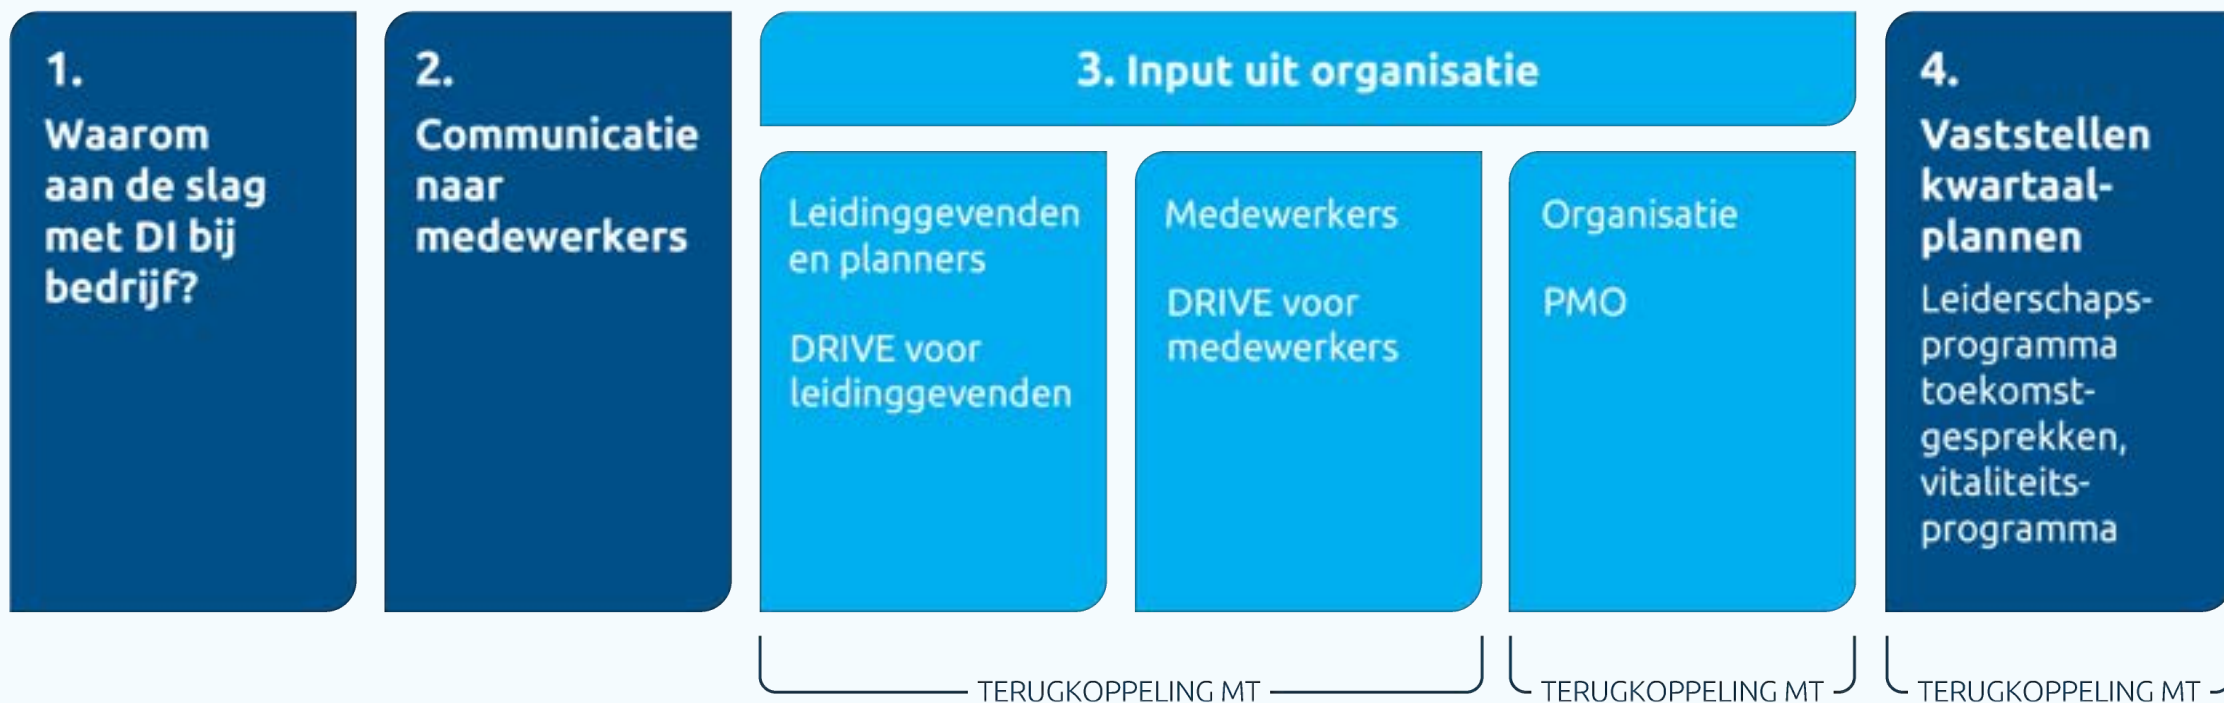 1.
Waarom
aan de slag
met DI bij
bedrijf?
2.
Communicatie
naar
medewerkers
3. Input uit organisatie
Leidinggevenden
en planners
DRIVE voor
leidinggevenden
Medewerkers
DRIVE voor
medewerkers
Organisatie
PMO
4.
Vaststellen
kwartaal-
plannen
Leiderschaps-
programma
toekomst-
gesprekken,
vitaliteits-
programma
TERUGKOPPELING MT
TERUGKOPPELING MT
TERUGKOPPELING MT